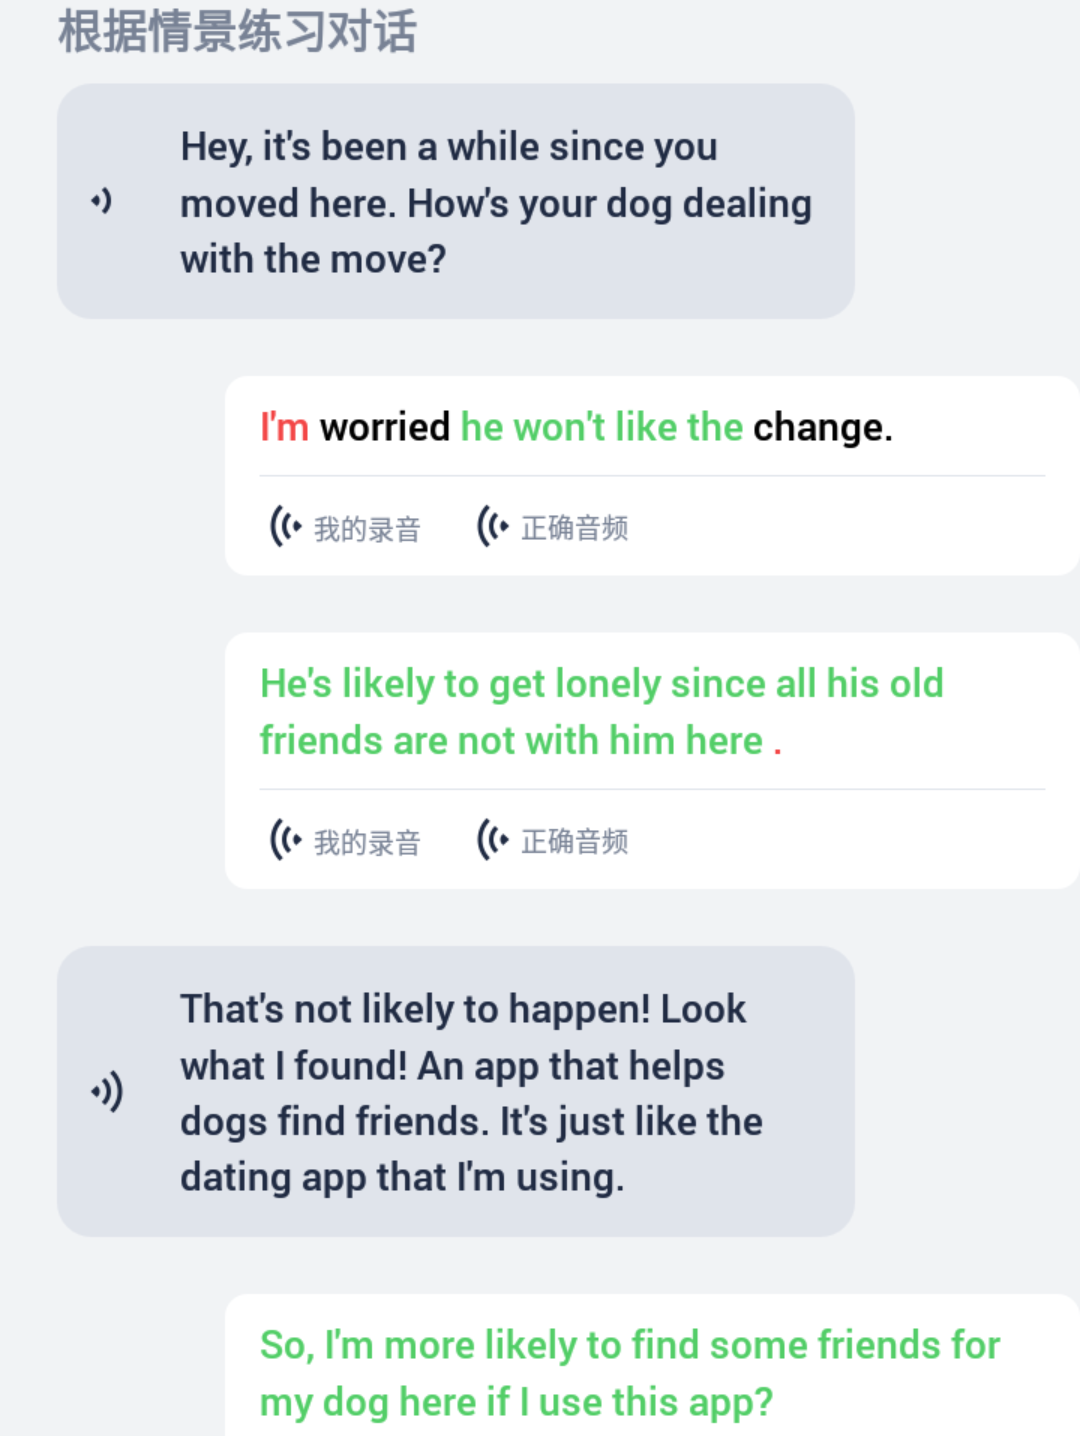 根据情景练习对话
Hey, it's been a while since you
moved here. How's your dog dealing
with the move?
I'm worried he won't like the change.
我的录音 正确音频
He's likely to get lonely since all his old
friends are not with him here .
我的录音 正确音频
That's not likely to happen! Look
what I found! An app that helps
dogs find friends. It's just like the
dating app that I'm using.
So, I'm more likely to find some friends for
my dog here if I use this app?